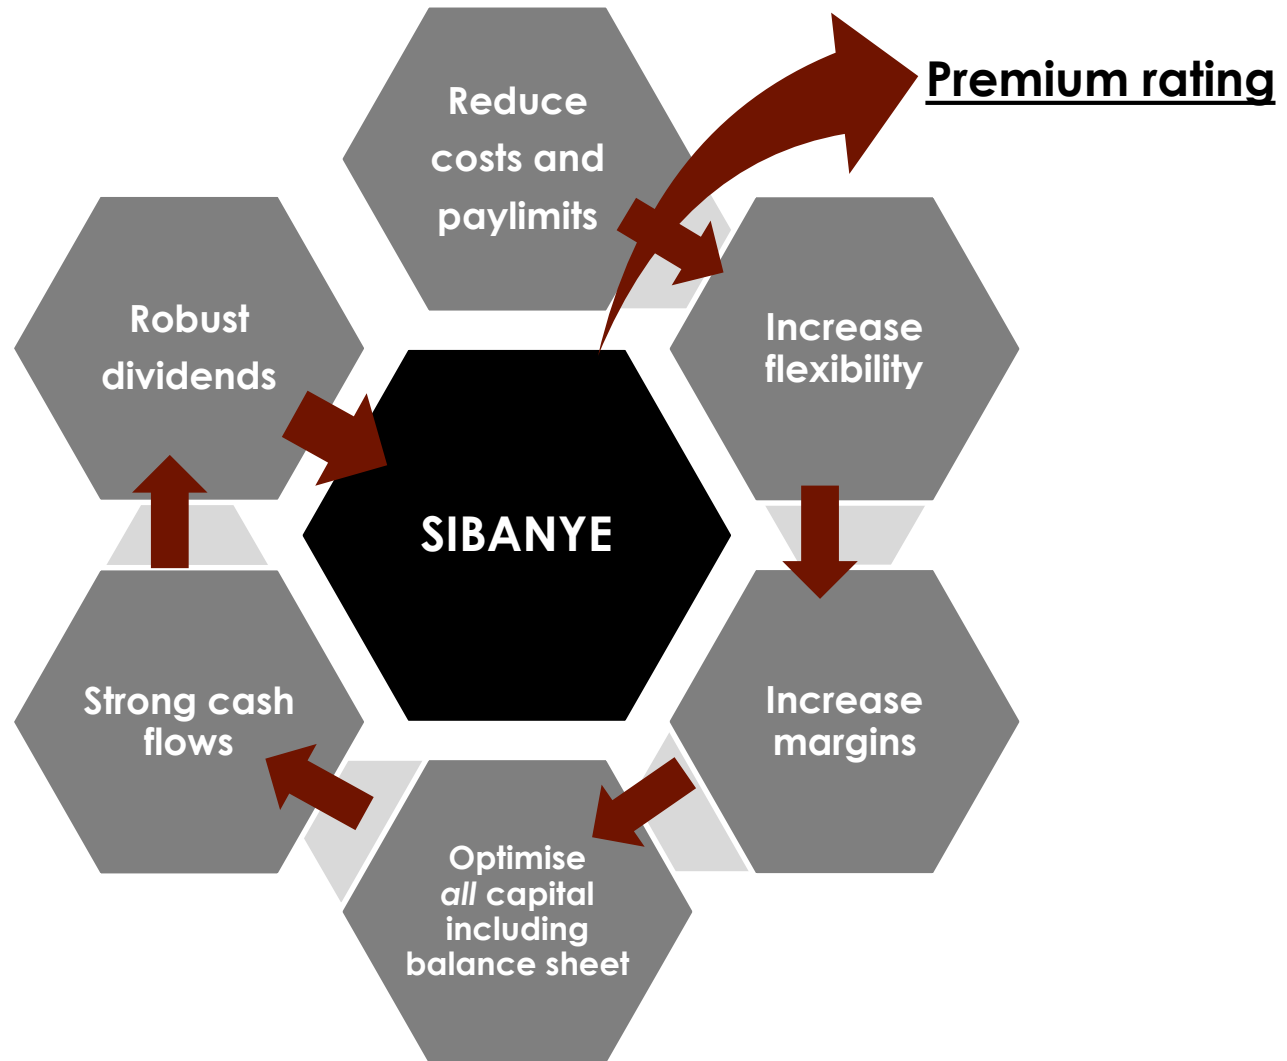 Premium rating
Reduce
costs and
paylimits
Increase
flexibility
Increase
margins
Optimise
all capital
including
balance sheet
Strong cash
flows
Robust
dividends
SIBANYE